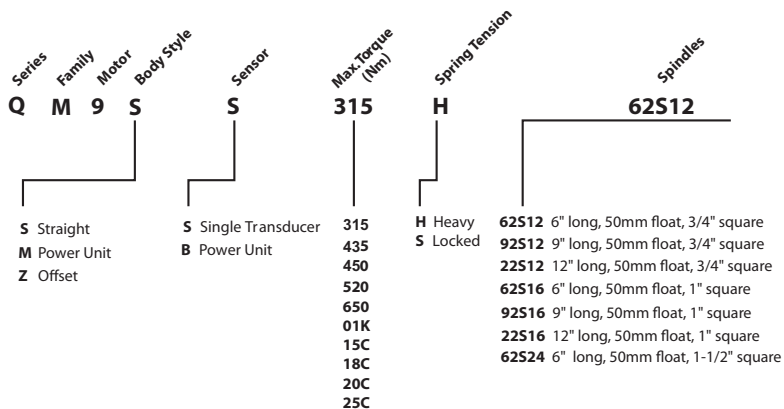 Series Family Motor Body Style Sensor Max.Torque (Nm) Spring Tension Spindles
Q M 9 S S 315 H 62S12
S Straight
M Power Unit
Z Offset
S Single Transducer
B Power Unit
315
435
450
520
650
01K
15C
18C
20C
25C
H Heavy
S Locked
62S12 6" long, 50mm float, 3/4" square
92S12 9" long, 50mm float, 3/4" square
22S12 12" long, 50mm float, 3/4" square
62S16 6" long, 50mm float, 1" square
92S16 9" long, 50mm float, 1" square
22S16 12" long, 50mm float, 1" square
62S24 6" long, 50mm float, 1-1/2" square